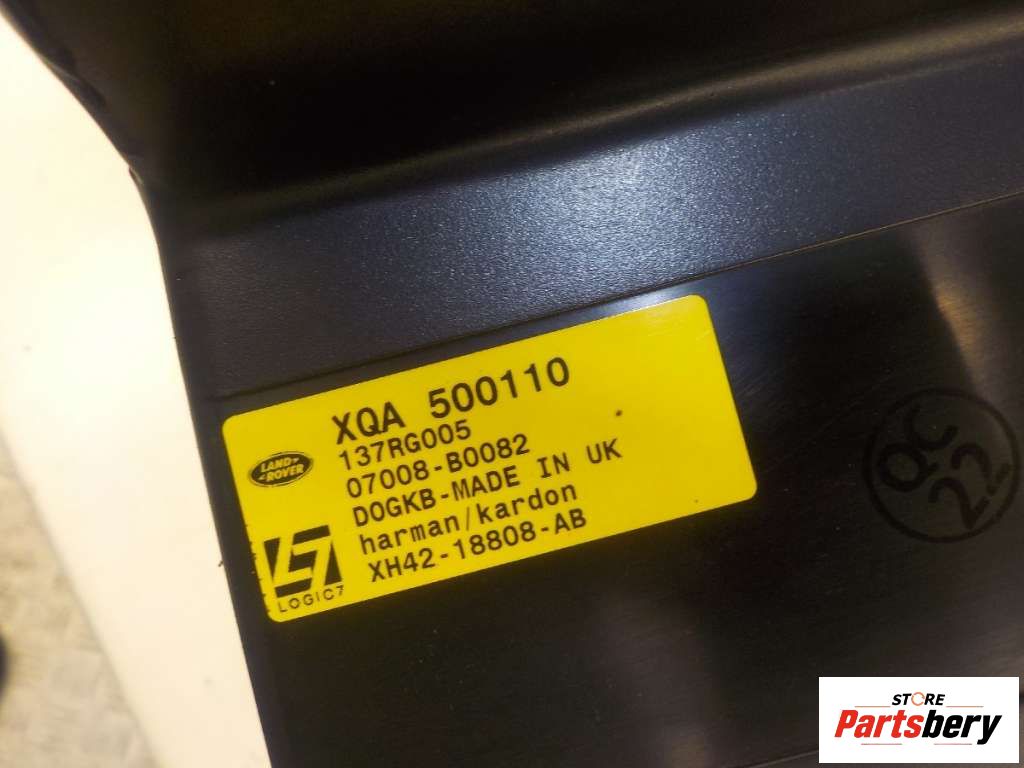 XQA 500110
137RG005
07008-B0082
D0GKB-MADE IN UK
harman/kardon
XH42-18808-AB
LAND-
ROVER
L7
LOGIC7
QC
22
STORE
Partsbery